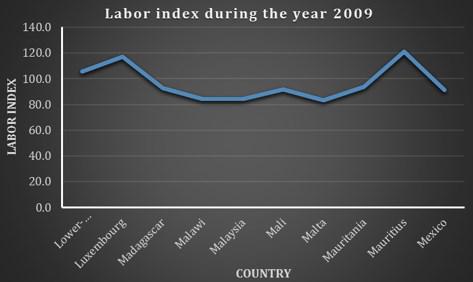 Labor index during the year 2009
140.0
120.0
100.0
80.0
60.0
40.0
20.0
0.0
LABOR INDEX
Lower-...
Luxembourg
Madagascar
Malawi
Malaysia
Mali
Malta
Mauritania
Mauritius
Mexico
COUNTRY